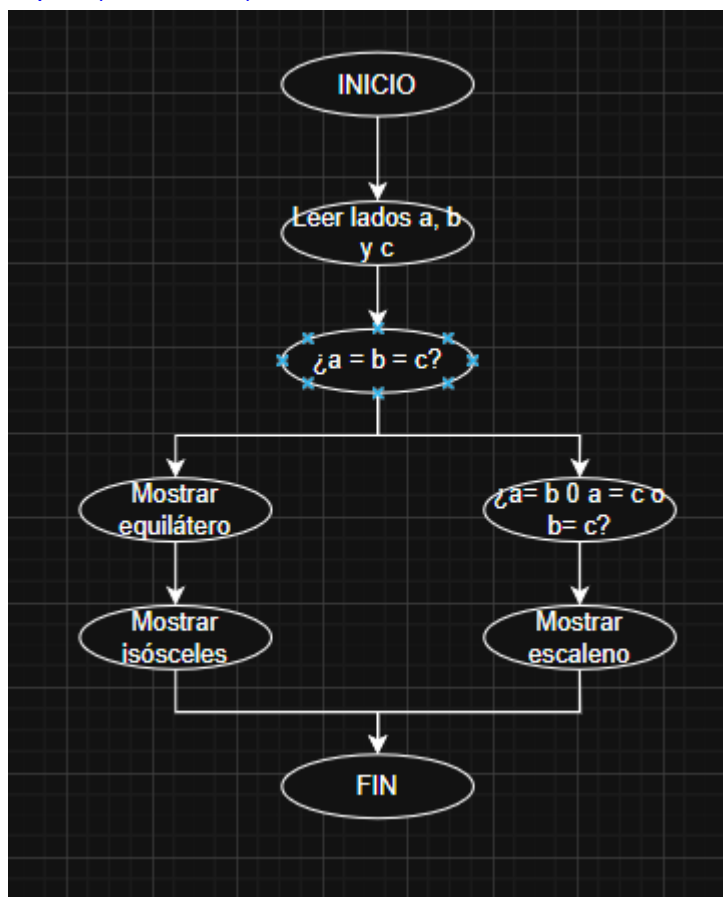 INICIO
Leer lados a, b
y c
¿a = b = c?
Mostrar
equilátero
¿a= b 0 a = c o
b= c?
Mostrar
isósceles
Mostrar
escaleno
FIN